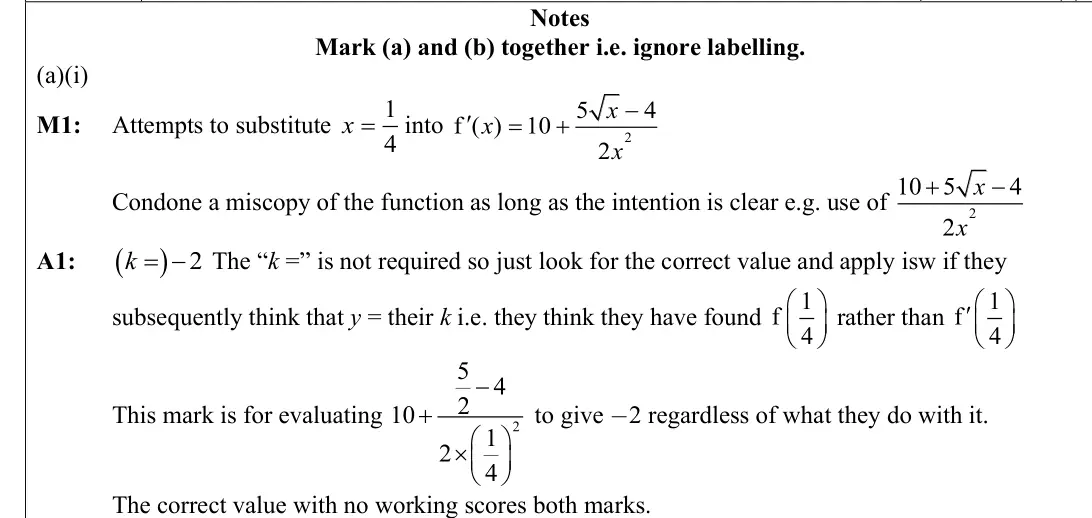 Notes
Mark (a) and (b) together i.e. ignore labelling.
(a)(i)
M1: Attempts to substitute x = 1/4 into f′(x) = 10 + (5√x − 4)/(2x²)
Condone a miscopy of the function as long as the intention is clear e.g. use of (10 + 5√x − 4)/(2x²)
A1: (k =) − 2 The “k =” is not required so just look for the correct value and apply isw if they
subsequently think that y = their k i.e. they think they have found f(1/4) rather than f′(1/4)
This mark is for evaluating 10 + (5/2 − 4)/(2 × (1/4)²) to give −2 regardless of what they do with it.
The correct value with no working scores both marks.